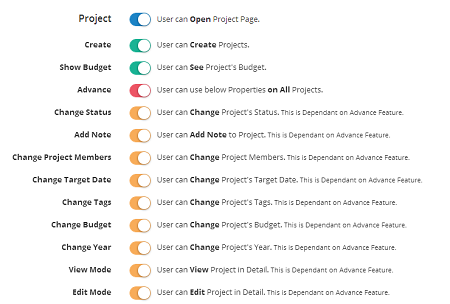 Project User can Open Project Page.
Create User can Create Projects.
Show Budget User can See Project's Budget.
Advance User can use below Properties on All Projects.
Change Status User can Change Project's Status. This is Dependant on Advance Feature.
Add Note User can Add Note to Project. This is Dependant on Advance Feature.
Change Project Members User can Change Project Members. This is Dependant on Advance Feature.
Change Target Date User can Change Project's Target Date. This is Dependant on Advance Feature.
Change Tags User can Change Project's Tags. This is Dependant on Advance Feature.
Change Budget User can Change Project's Budget. This is Dependant on Advance Feature.
Change Year User can Change Project's Year. This is Dependant on Advance Feature.
View Mode User can View Project in Detail. This is Dependant on Advance Feature.
Edit Mode User can Edit Project in Detail. This is Dependant on Advance Feature.